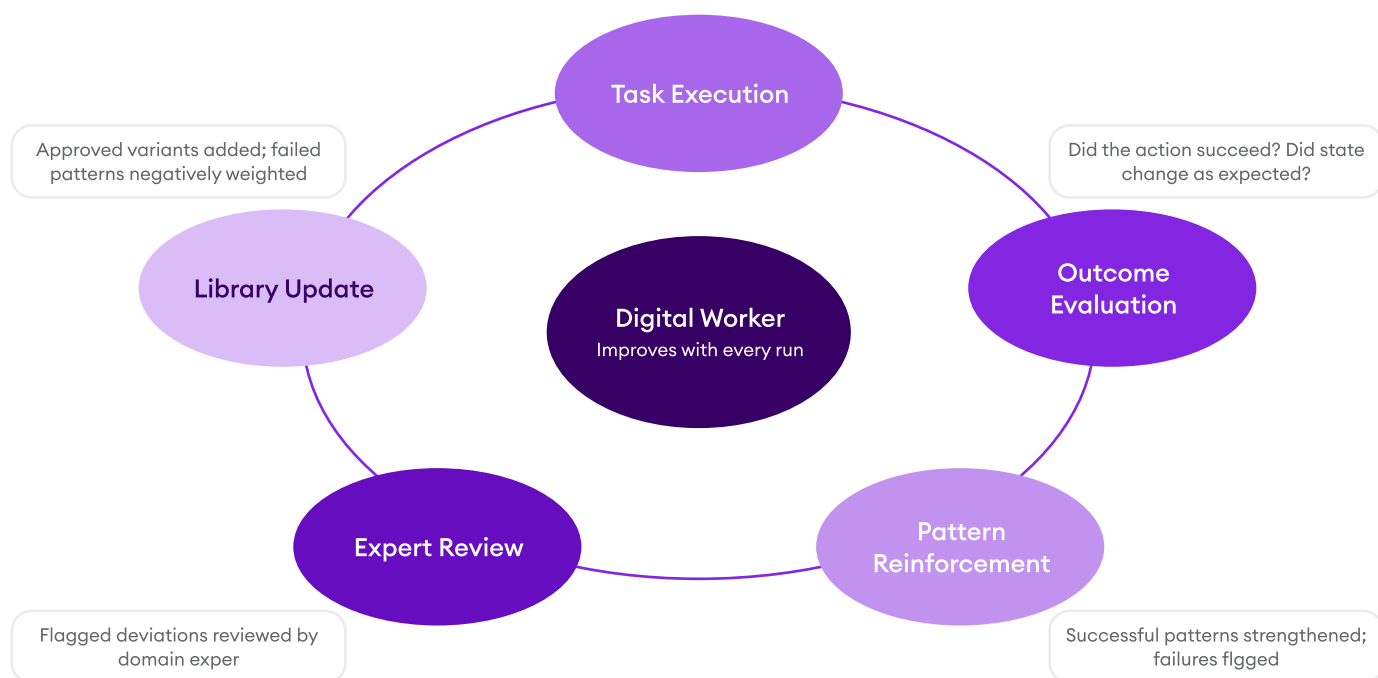 Task Execution
Approved variants added; failed
patterns negatively weighted
Did the action succeed? Did state
change as expected?
Library Update
Outcome
Evaluation
Digital Worker
Improves with every run
Expert Review
Pattern
Reinforcement
Flagged deviations reviewed by
domain exper
Successful patterns strengthened;
failures flgged